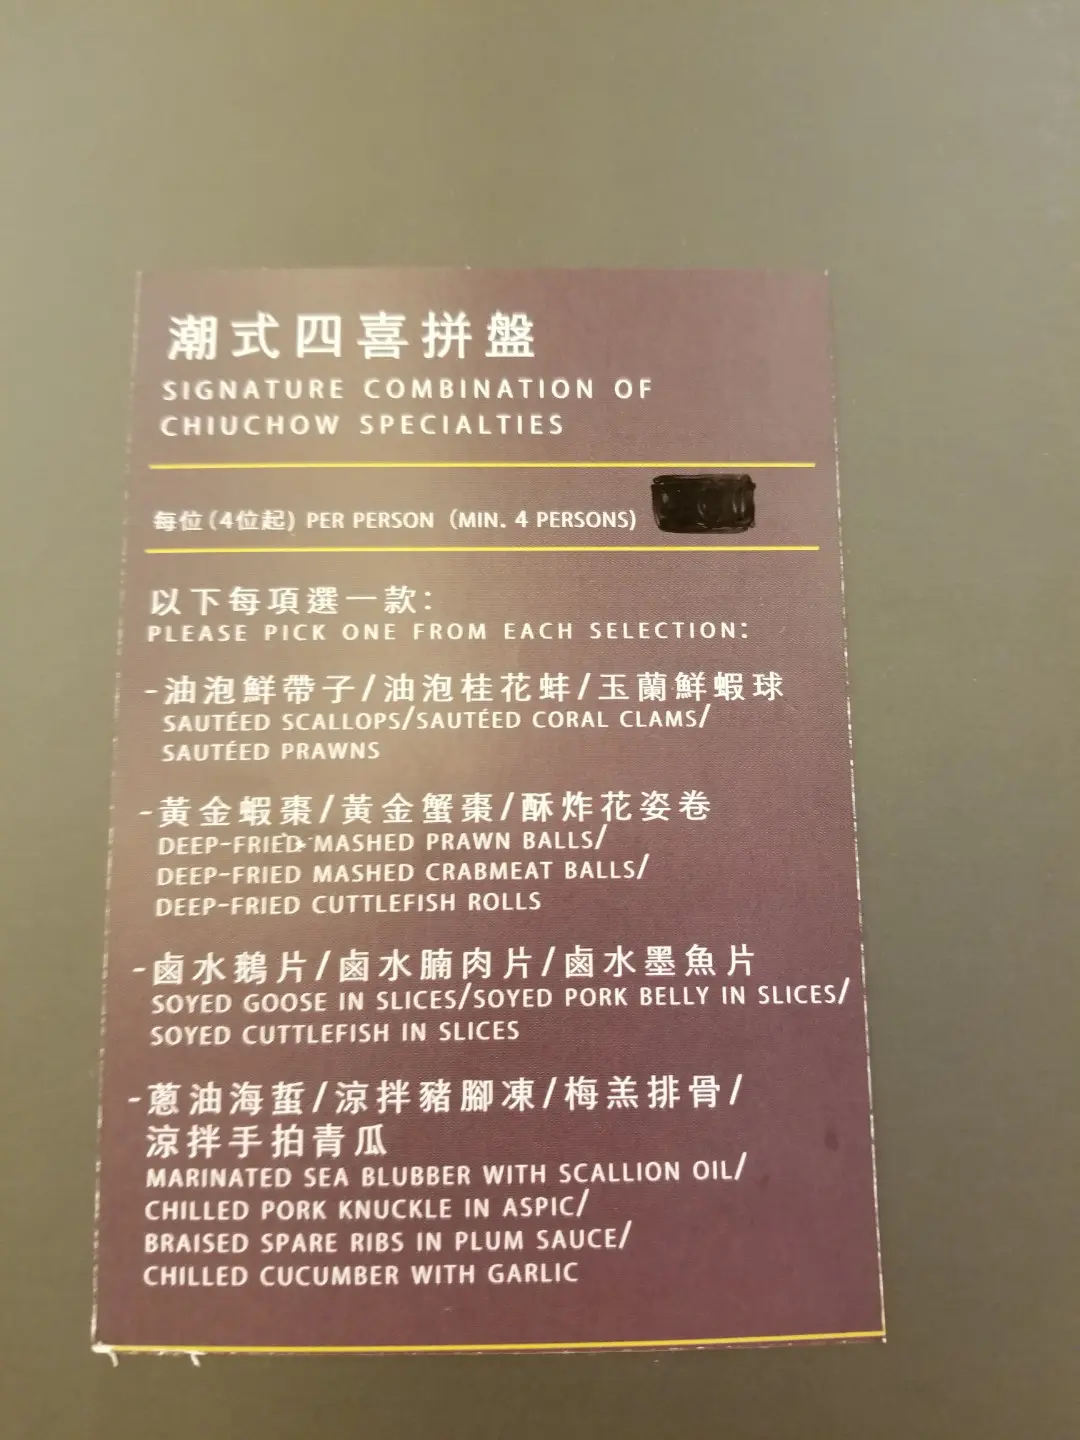 潮式四喜拼盤
SIGNATURE COMBINATION OF
CHIUCHOW SPECIALTIES
每位(4位起) PER PERSON (MIN. 4 PERSONS)
以下每項選一款:
PLEASE PICK ONE FROM EACH SELECTION:
-油泡鮮帶子/油泡桂花蚌/玉蘭鮮蝦球
SAUTÉED SCALLOPS/SAUTÉED CORAL CLAMS/
SAUTÉED PRAWNS
-黃金蝦棗/黃金蟹棗/酥炸花姿卷
DEEP-FRIED MASHED PRAWN BALLS/
DEEP-FRIED MASHED CRABMEAT BALLS/
DEEP-FRIED CUTTLEFISH ROLLS
-鹵水鵝片/鹵水腩肉片/鹵水墨魚片
SOYED GOOSE IN SLICES/SOYED PORK BELLY IN SLICES/
SOYED CUTTLEFISH IN SLICES
-蔥油海蜇/涼拌豬腳凍/梅羔排骨/
涼拌手拍青瓜
MARINATED SEA BLUBBER WITH SCALLION OIL/
CHILLED PORK KNUCKLE IN ASPIC/
BRAISED SPARE RIBS IN PLUM SAUCE/
CHILLED CUCUMBER WITH GARLIC